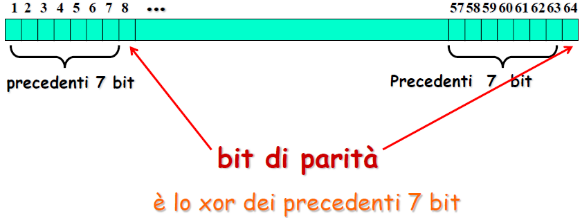 1 2 3 4 5 6 7 8 ... 57 58 59 60 61 62 63 64
precedenti 7 bit Precedenti 7 bit
bit di parità
è lo xor dei precedenti 7 bit